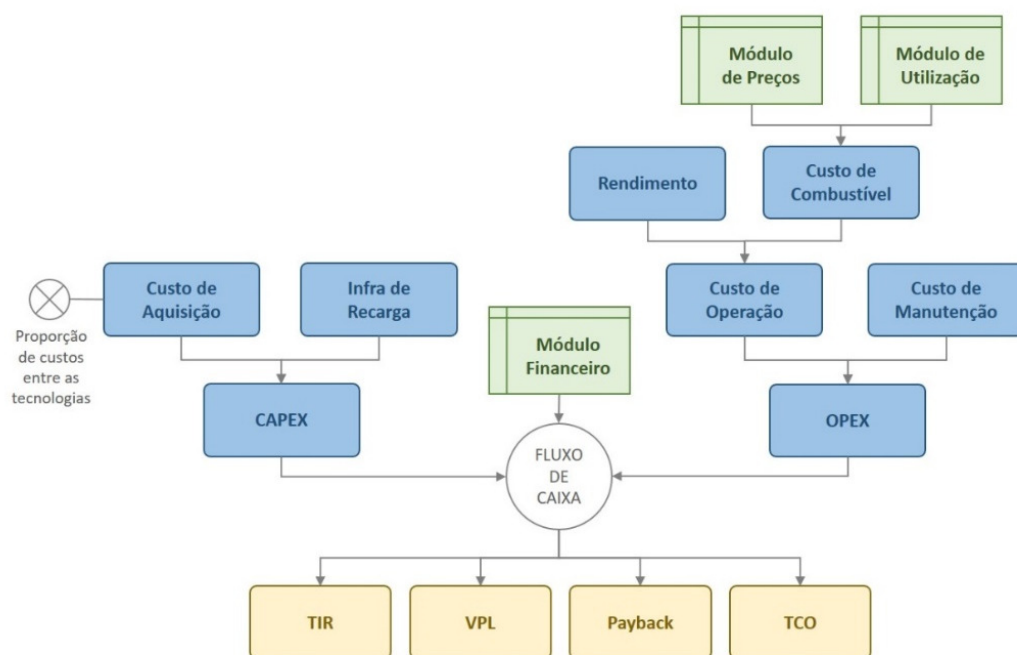 Módulo
de Preços
Módulo de
Utilização
Rendimento
Custo de
Combustível
Custo de
Aquisição
Infra de
Recarga
Custo de
Operação
Custo de
Manutenção
Proporção
de custos
entre as
tecnologias
Módulo
Financeiro
CAPEX
OPEX
FLUXO
DE
CAIXA
TIR
VPL
Payback
TCO